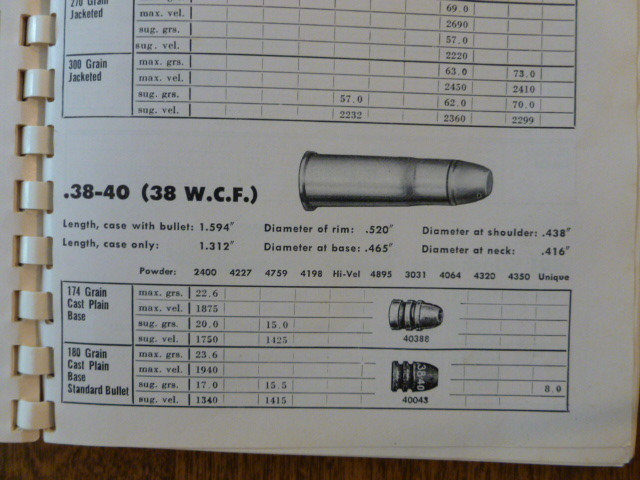 270 Grain
Jacketed
max. vel. 69.0
sug. grs. 2690
sug. vel. 57.0
2220
300 Grain
Jacketed
max. grs. 63.0 73.0
max. vel. 2450 2410
sug. grs. 57.0 62.0 70.0
sug. vel. 2232 2360 2299
.38-40 (38 W.C.F.)
Length, case with bullet: 1.594″ Diameter of rim: .520″ Diameter at shoulder: .438″
Length, case only: 1.312″ Diameter at base: .465″ Diameter at neck: .416″
Powder: 2400 4227 4759 4198 Hi-Vel 4895 3031 4064 4320 4350 Unique
174 Grain
Cast Plain
Base
max. grs. 22.6
max. vel. 1875
sug. grs. 20.0 15.0
sug. vel. 1750 1425
40388
180 Grain
Cast Plain
Base
Standard Bullet
max. grs. 23.6
max. vel. 1940
sug. grs. 17.0 15.5 8.0
sug. vel. 1340 1415
38/40
40043